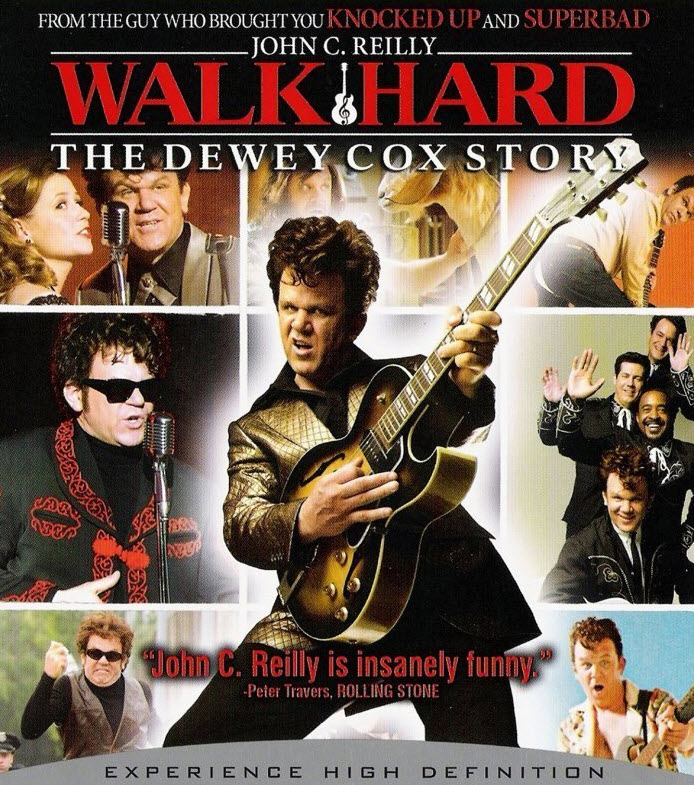 FROM THE GUY WHO BROUGHT YOU KNOCKED UP AND SUPERBAD
JOHN C. REILLY
WALK HARD
THE DEWEY COX STORY
“John C. Reilly is insanely funny.”
-Peter Travers, ROLLING STONE
EXPERIENCE HIGH DEFINITION